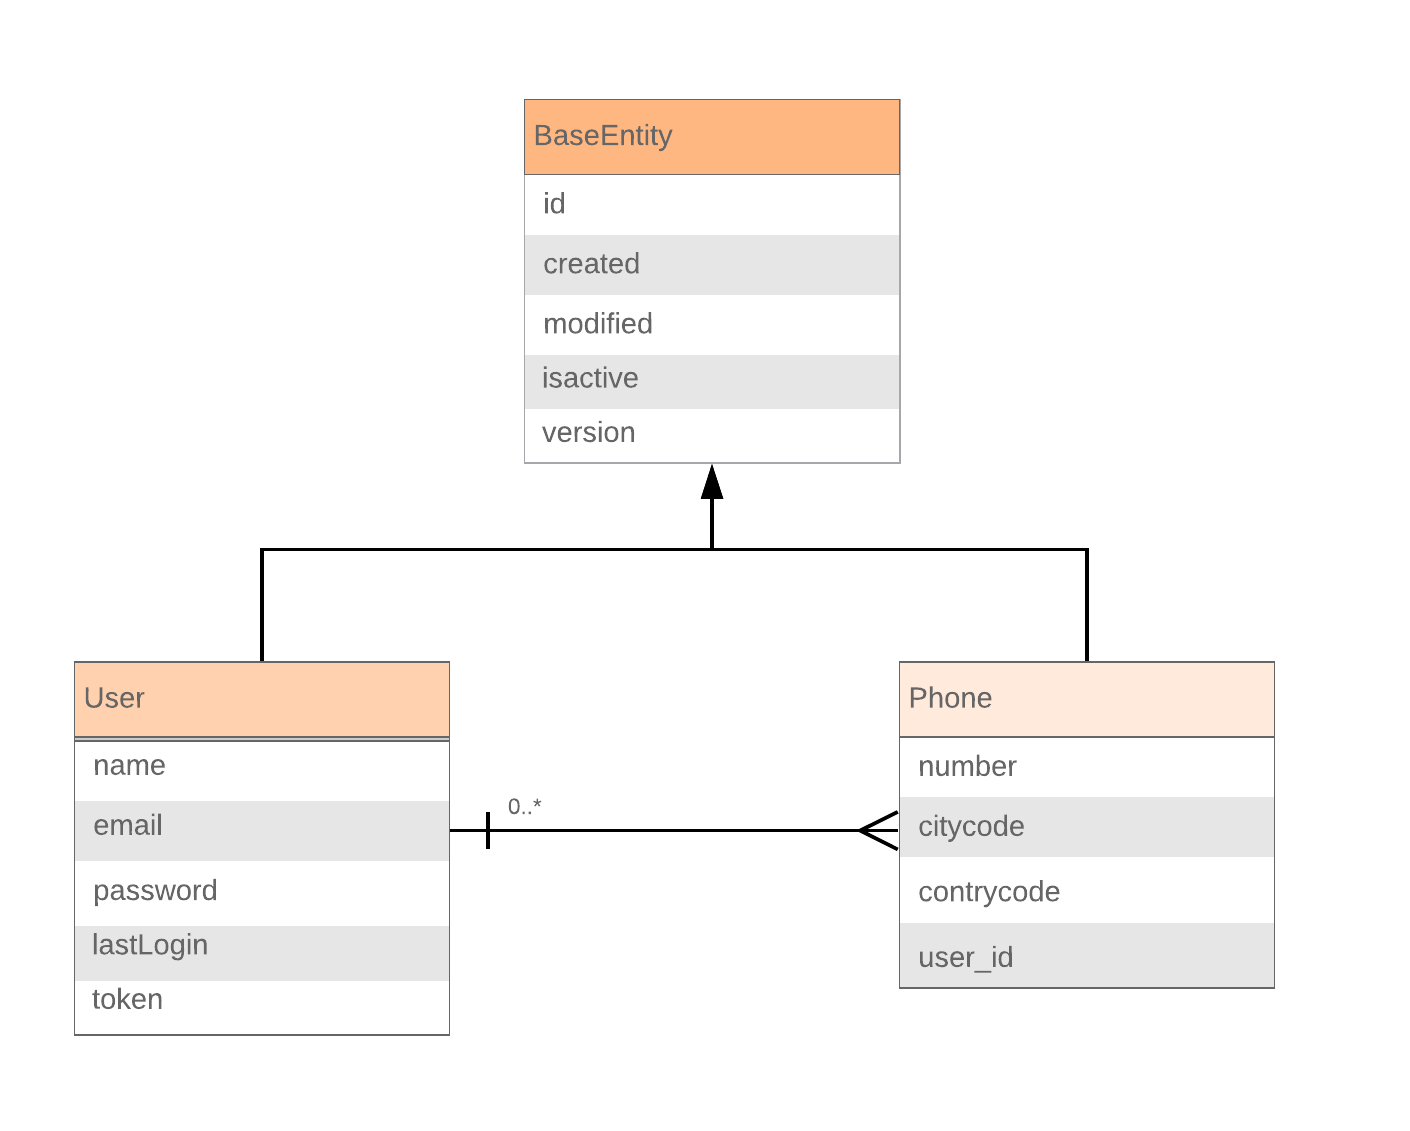 BaseEntity
id
created
modified
isactive
version
User
name
email
password
lastLogin
token
0..*
Phone
number
citycode
contrycode
user_id